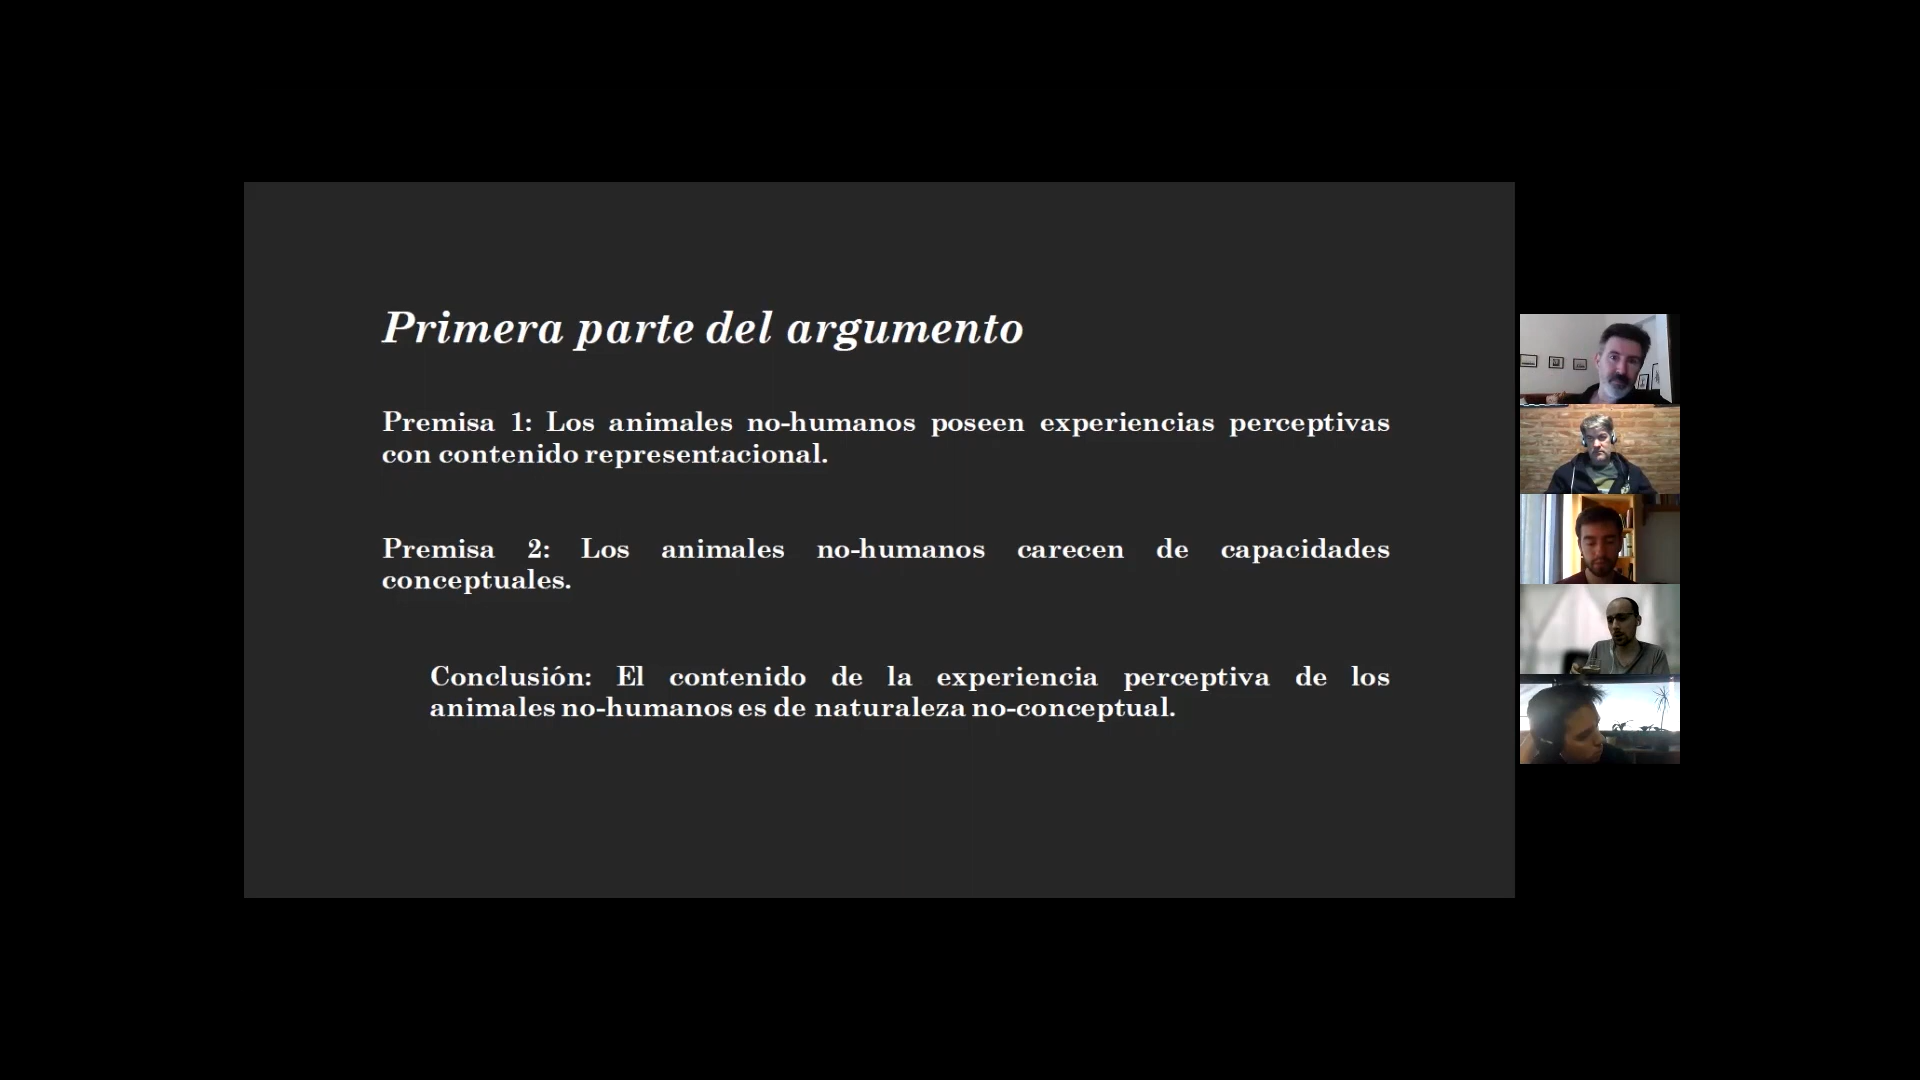 Primera parte del argumento
Premisa 1: Los animales no-humanos poseen experiencias perceptivas
con contenido representacional.
Premisa 2: Los animales no-humanos carecen de capacidades
conceptuales.
Conclusión: El contenido de la experiencia perceptiva de los
animales no-humanos es de naturaleza no-conceptual.